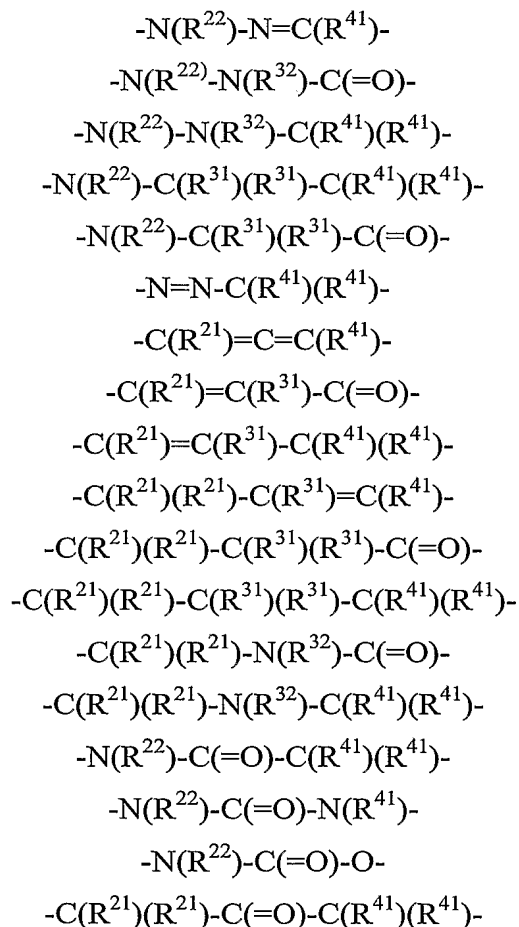 -N(R²²)-N=C(R⁴¹)-
-N(R²²⁾-N(R³²)-C(=O)-
-N(R²²)-N(R³²)-C(R⁴¹)(R⁴¹)-
-N(R²²)-C(R³¹)(R³¹)-C(R⁴¹)(R⁴¹)-
-N(R²²)-C(R³¹)(R³¹)-C(=O)-
-N=N-C(R⁴¹)(R⁴¹)-
-C(R²¹)=C=C(R⁴¹)-
-C(R²¹)=C(R³¹)-C(=O)-
-C(R²¹)=C(R³¹)-C(R⁴¹)(R⁴¹)-
-C(R²¹)(R²¹)-C(R³¹)=C(R⁴¹)-
-C(R²¹)(R²¹)-C(R³¹)(R³¹)-C(=O)-
-C(R²¹)(R²¹)-C(R³¹)(R³¹)-C(R⁴¹)(R⁴¹)-
-C(R²¹)(R²¹)-N(R³²)-C(=O)-
-C(R²¹)(R²¹)-N(R³²)-C(R⁴¹)(R⁴¹)-
-N(R²²)-C(=O)-C(R⁴¹)(R⁴¹)-
-N(R²²)-C(=O)-N(R⁴¹)-
-N(R²²)-C(=O)-O-
-C(R²¹)(R²¹)-C(=O)-C(R⁴¹)(R⁴¹)-